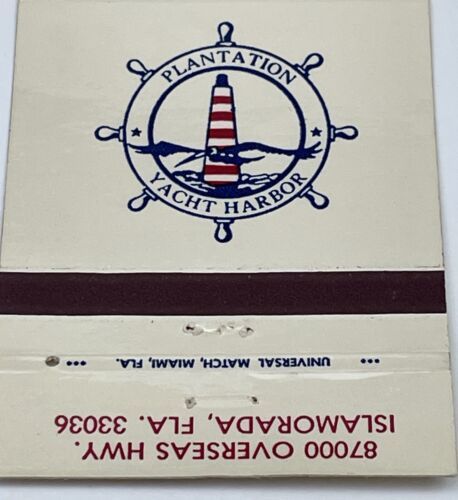 PLANTATION
YACHT HARBOR
••• UNIVERSAL MATCH, MIAMI, FLA. •••
87000 OVERSEAS HWY.
ISLAMORADA, FLA. 33036